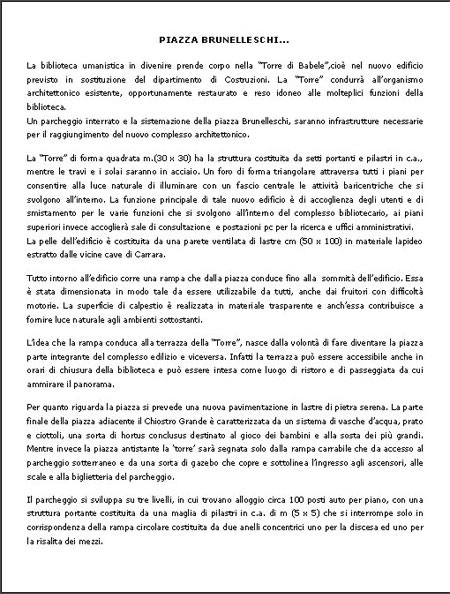 PIAZZA BRUNELLESCHI...
La biblioteca umanistica in divenire prende corpo nella "Torre di Babele",cioè nel nuovo edificio
previsto in sostituzione del dipartimento di Costruzioni. La "Torre" condurrà all'organismo
architettonico esistente, opportunamente restaurato e reso idoneo alle molteplici funzioni della
biblioteca.
Un parcheggio interrato e la sistemazione della piazza Brunelleschi, saranno infrastrutture necessarie
per il raggiungimento del nuovo complesso architettonico.
La "Torre" di forma quadrata m.(30 x 30) ha la struttura costituita da setti portanti e pilastri in c.a.,
mentre le travi e i solai saranno in acciaio. Un foro di forma triangolare attraversa tutti i piani per
consentire alla luce naturale di illuminare con un fascio centrale le attività baricentriche che si
svolgono all'interno. La funzione principale di tale nuovo edificio è di accoglienza degli utenti e di
smistamento per le varie funzioni che si svolgono all'interno del complesso bibliotecario, ai piani
superiori invece accoglierà sale di consultazione e postazioni pc per la ricerca e uffici amministrativi.
La pelle dell'edificio è costituita da una parete ventilata di lastre cm (50 x 100) in materiale lapideo
estratto dalle vicine cave di Carrara.
Tutto intorno all'edificio corre una rampa che dalla piazza conduce fino alla sommità dell'edificio. Essa
è stata dimensionata in modo tale da essere utilizzabile da tutti, anche dai fruitori con difficoltà
motorie. La superficie di calpestio è realizzata in materiale trasparente e anch'essa contribuisce a
fornire luce naturale agli ambienti sottostanti.
L'idea che la rampa conduca alla terrazza della "Torre", nasce dalla volontà di fare diventare la piazza
parte integrante del complesso edilizio e viceversa. Infatti la terrazza può essere accessibile anche in
orari di chiusura della biblioteca e può essere intesa come luogo di ristoro e di passeggiata da cui
ammirare il panorama.
Per quanto riguarda la piazza si prevede una nuova pavimentazione in lastre di pietra serena. La parte
finale della piazza adiacente il Chiostro Grande è caratterizzata da un sistema di vasche d'acqua, prato
e ciottoli, una sorta di hortus conclusus destinato al gioco dei bambini e alla sosta dei più grandi.
Mentre invece la piazza antistante la 'torre' sarà segnata solo dalla rampa carrabile che da accesso al
parcheggio sotterraneo e da una sorta di gazebo che copre e sottolinea l'ingresso agli ascensori, alle
scale e alla biglietteria del parcheggio.
Il parcheggio si sviluppa su tre livelli, in cui trovano alloggio circa 100 posti auto per piano, con una
struttura portante costituita da una maglia di pilastri in c.a. di m (5 x 5) che si interrompe solo in
corrispondenza della rampa circolare costituita da due anelli concentrici uno per la discesa ed uno per
la risalita dei mezzi.